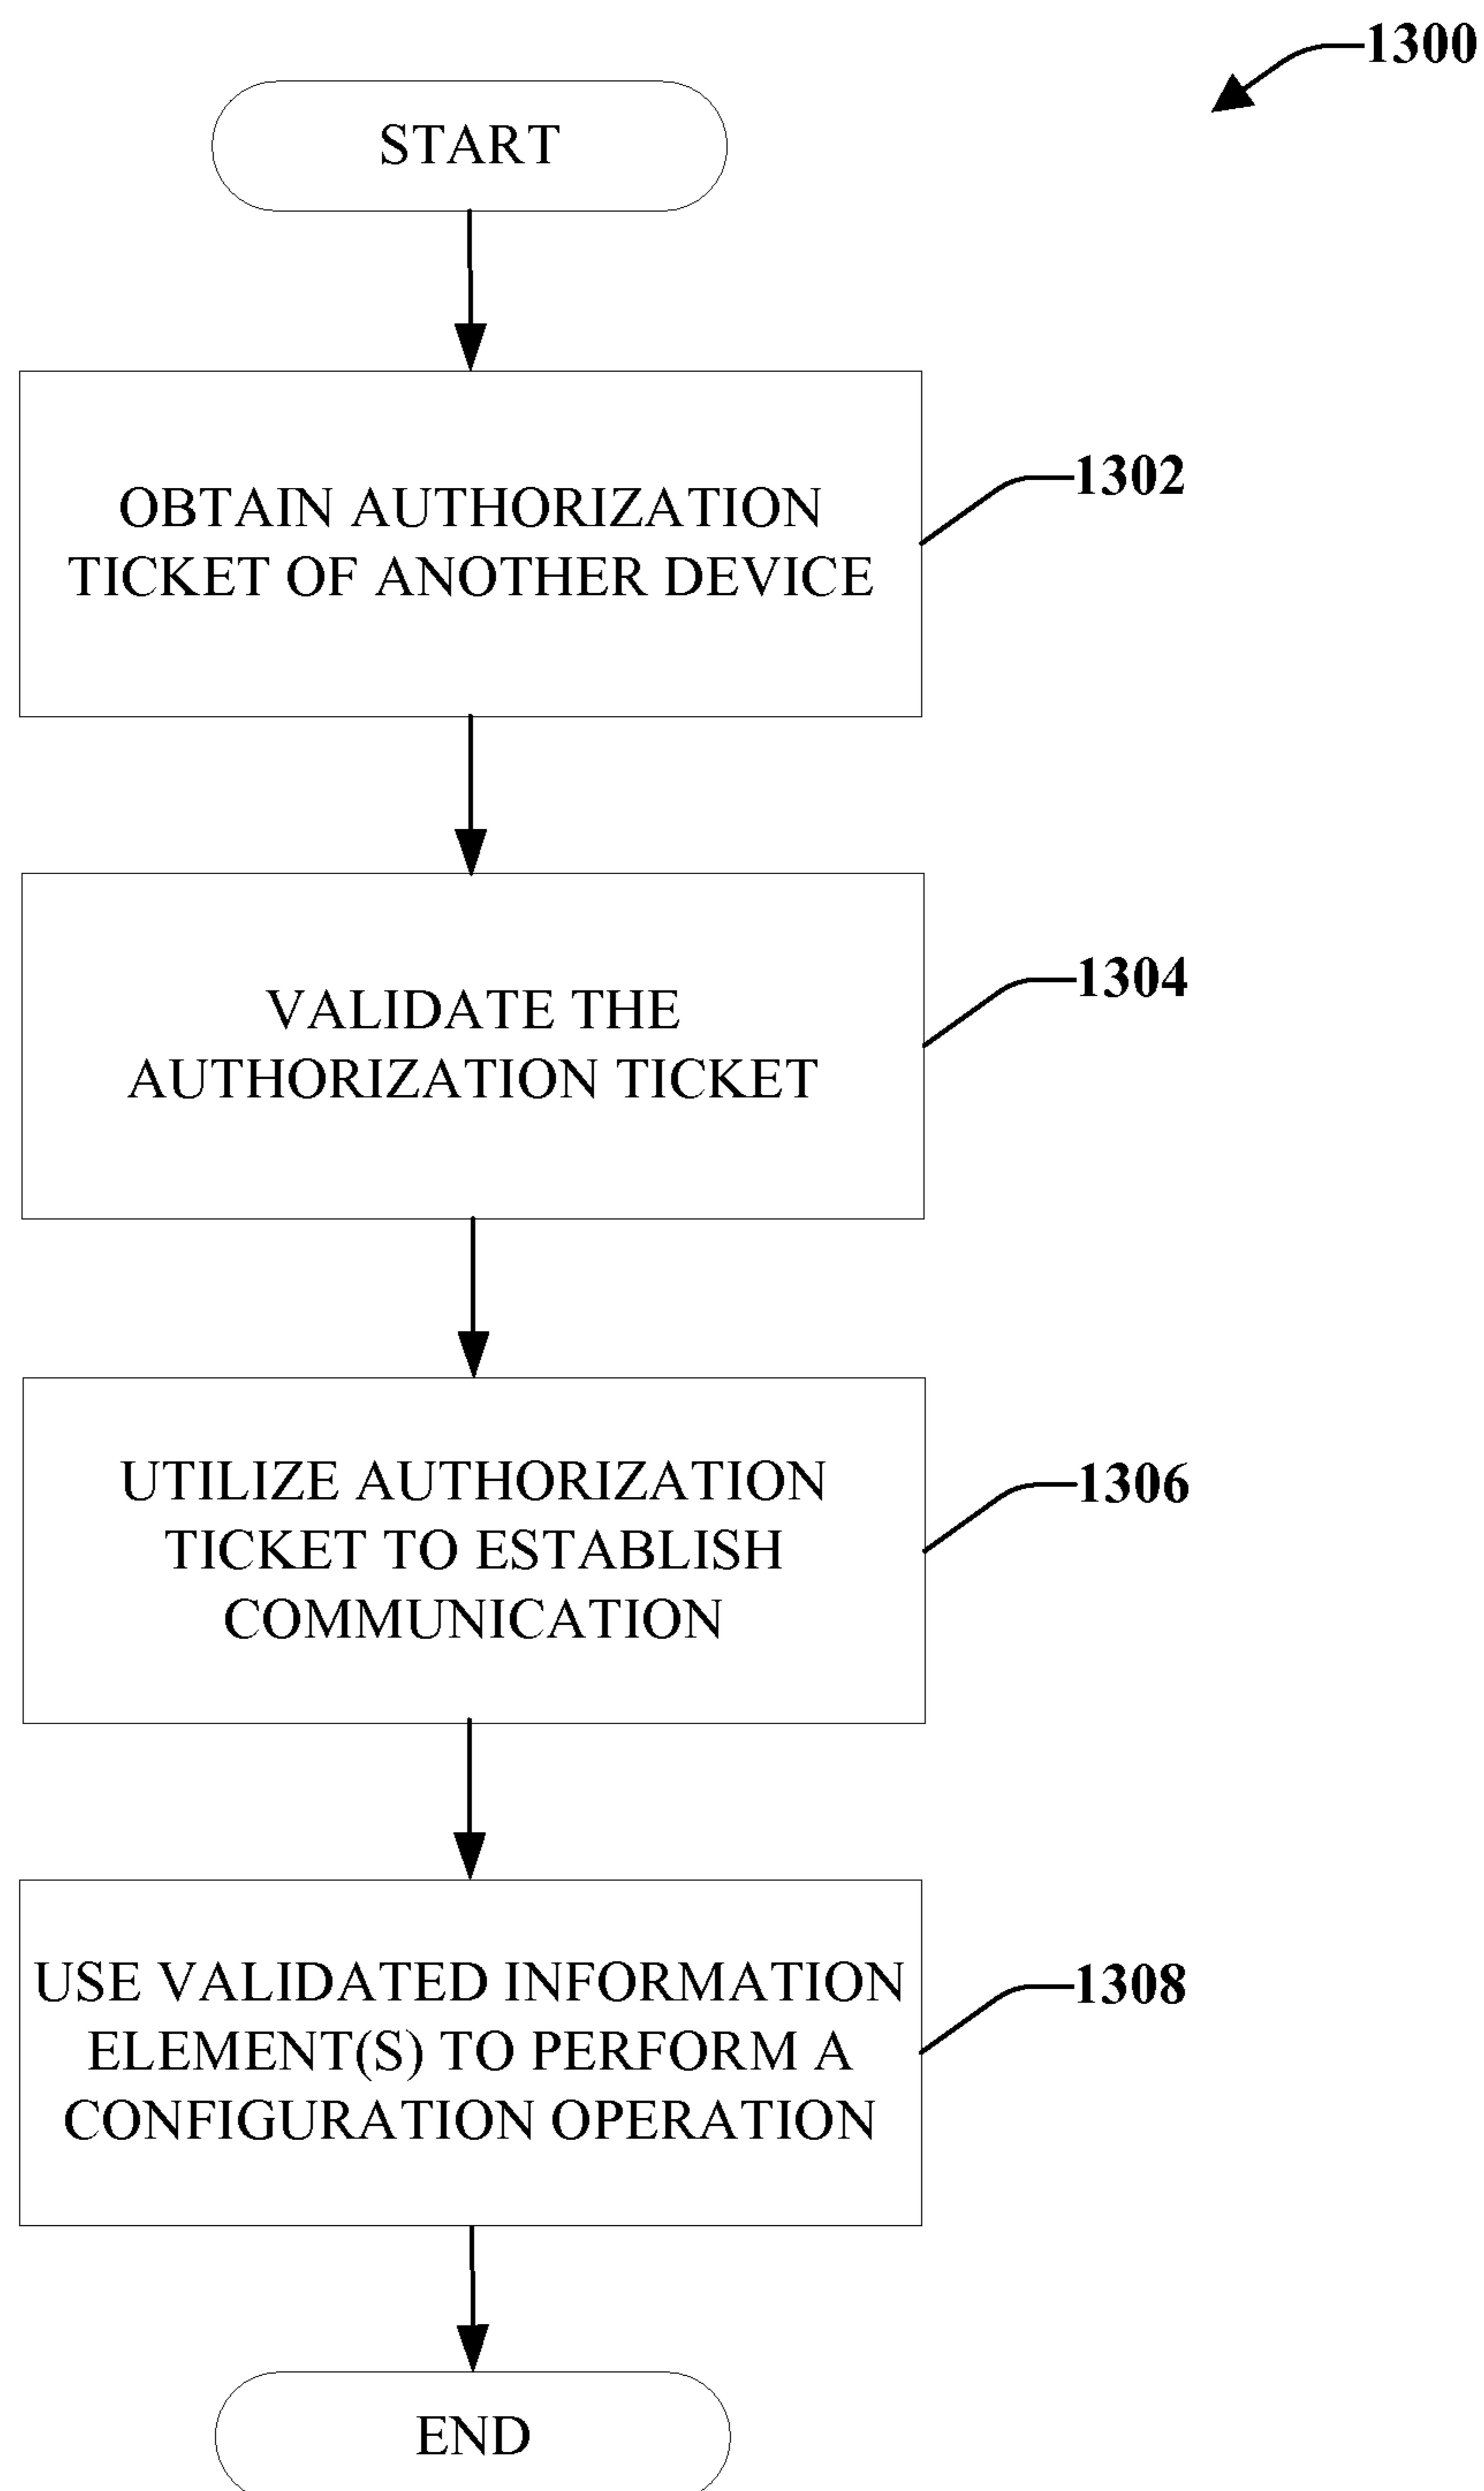 1300
START
OBTAIN AUTHORIZATION
TICKET OF ANOTHER DEVICE
1302
VALIDATE THE
AUTHORIZATION TICKET
1304
UTILIZE AUTHORIZATION
TICKET TO ESTABLISH
COMMUNICATION
1306
USE VALIDATED INFORMATION
ELEMENT(S) TO PERFORM A
CONFIGURATION OPERATION
1308
END